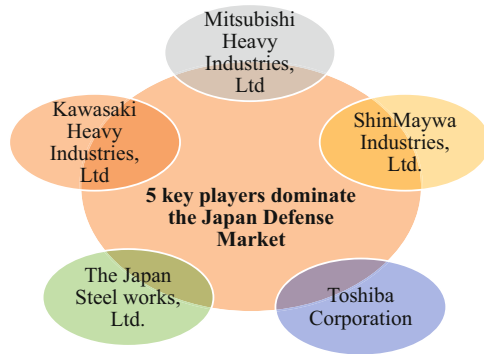 Mitsubishi
Heavy
Industries,
Ltd
Kawasaki
Heavy
Industries,
Ltd
ShinMaywa
Industries,
Ltd.
5 key players dominate
the Japan Defense
Market
The Japan
Steel works,
Ltd.
Toshiba
Corporation